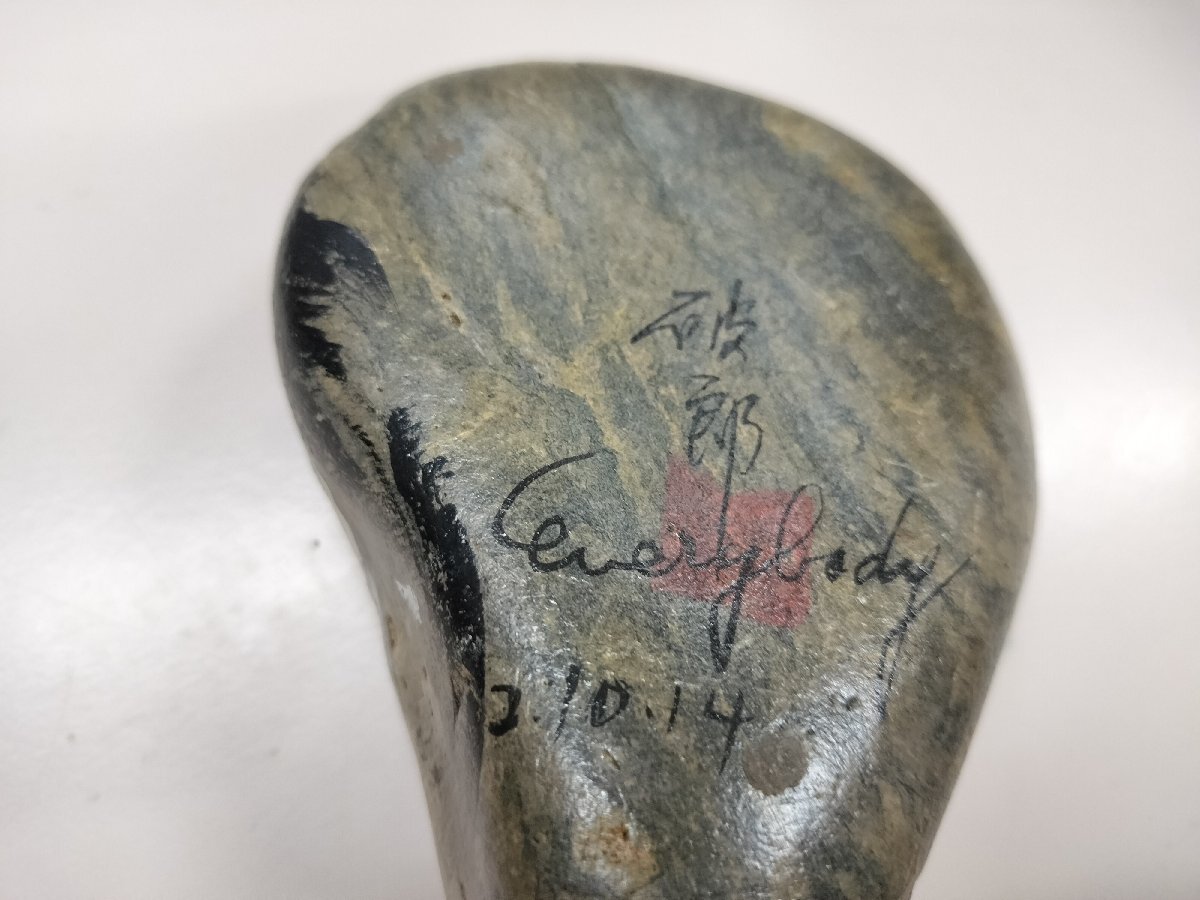 破
郎
everybody
2.10.14